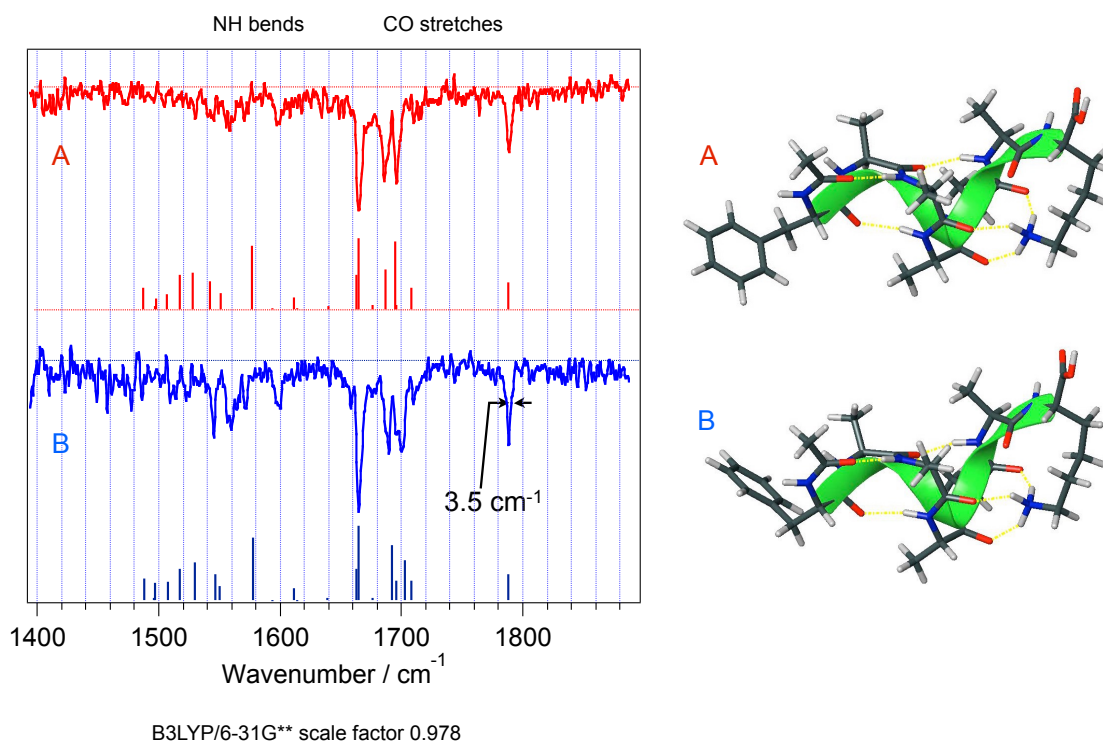 NH bends
CO stretches
A
B
3.5 cm⁻¹
1400 1500 1600 1700 1800
Wavenumber / cm⁻¹
B3LYP/6-31G** scale factor 0.978
A
B